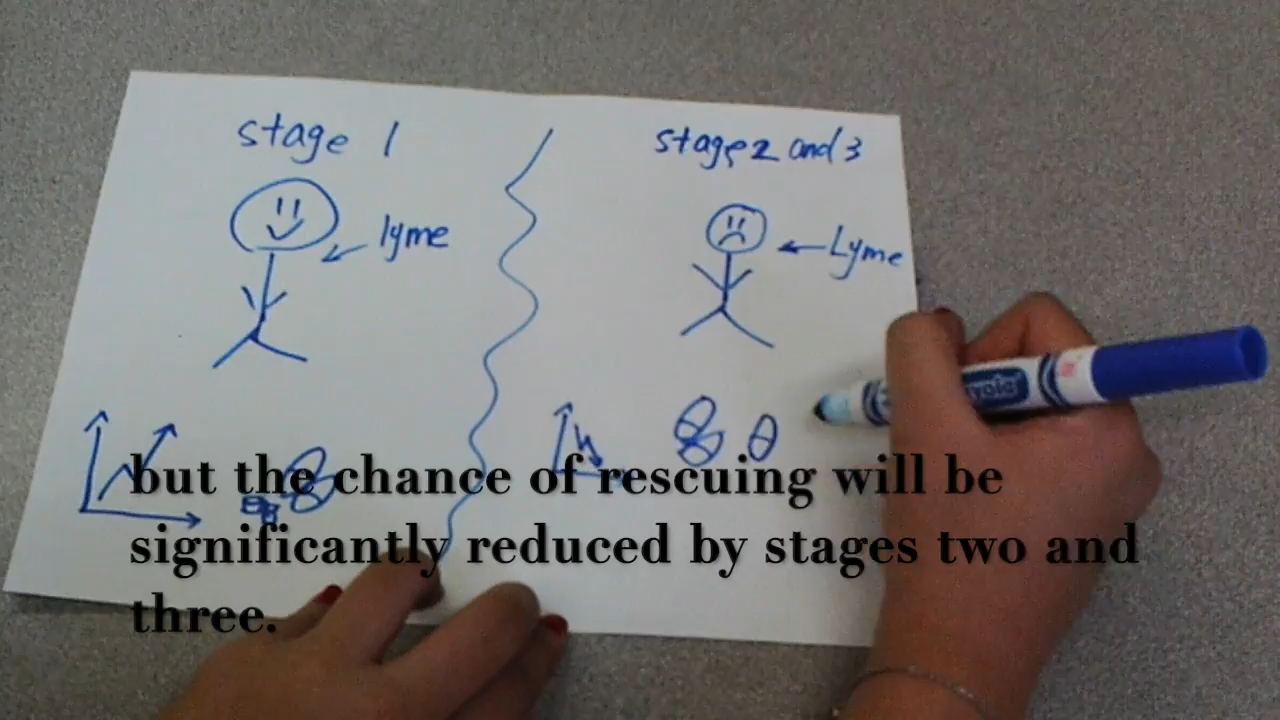 stage 1
stage 2 and 3
lyme
Lyme
but the chance of rescuing will be
significantly reduced by stages two and
three.